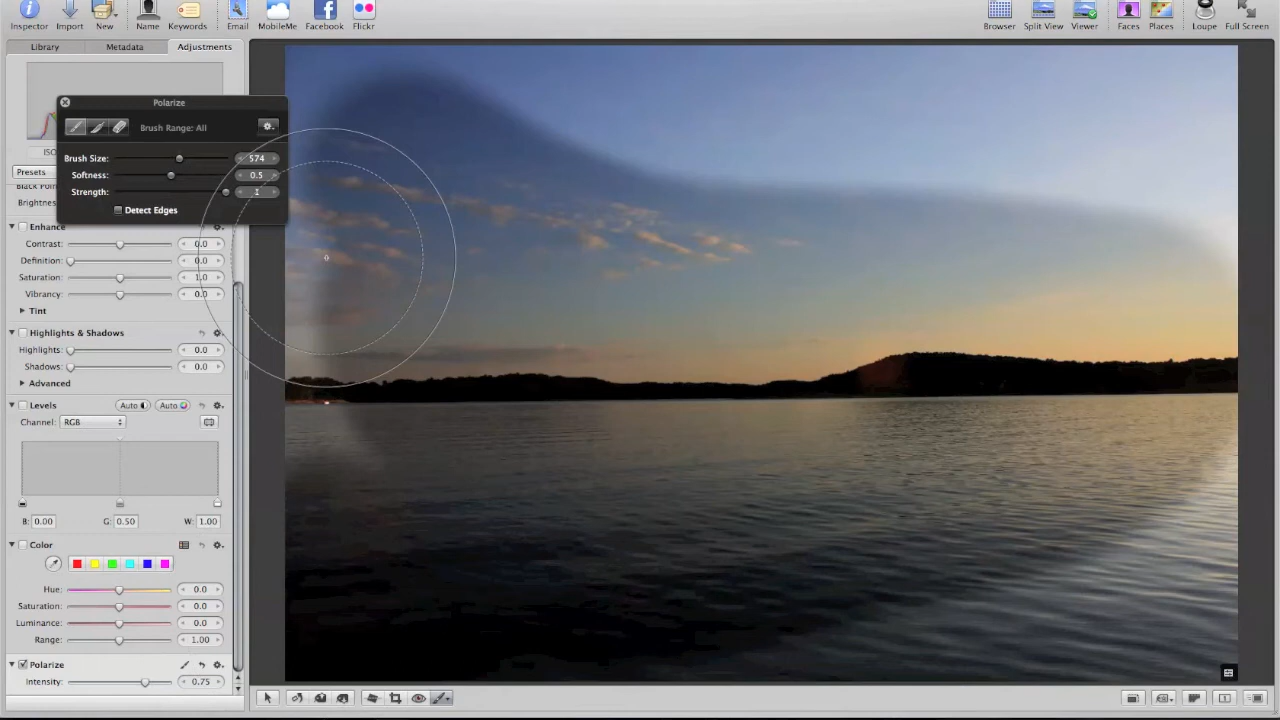 Inspector Import New Name Keywords Email MobileMe Facebook Flickr Browser Split View Viewer Faces Places Loupe Full Screen
Library Metadata Adjustments
Polarize
Brush Range: All
Brush Size: 574
Softness: 0.5
Strength:
Detect Edges
ISO
Presets
Black Point
Brightness:
Enhance
Contrast: 0.0
Definition: 0.0
Saturation: 1.0
Vibrancy: 0.0
Tint
Highlights & Shadows
Highlights: 0.0
Shadows: 0.0
Advanced
Levels Auto Auto
Channel: RGB
B: 0.00 G: 0.50 W: 1.00
Color
Hue: 0.0
Saturation: 0.0
Luminance: 0.0
Range: 1.00
Polarize
Intensity: 0.75
1